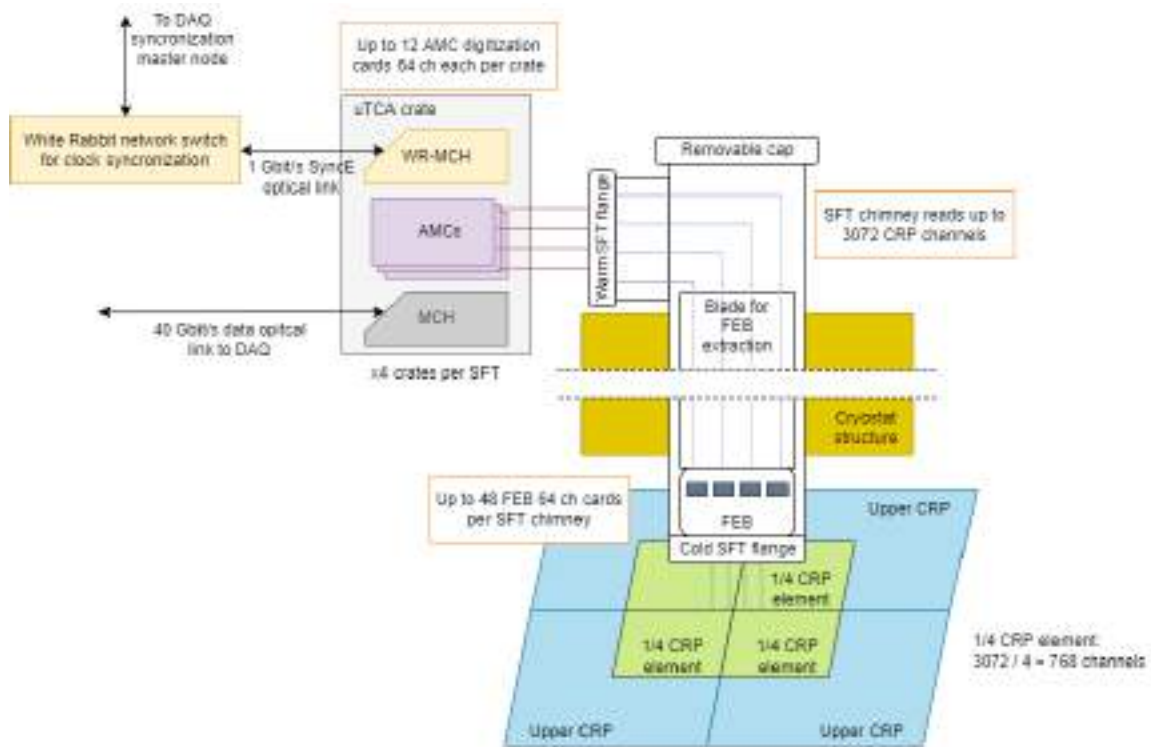 To DAQ
syncronization
master node
Up to 12 AMC digitization
cards 64 ch each per crate
uTCA crate
White Rabbit network switch
for clock syncronization
1 Gbit/s SyncE
optical link
WR-MCH
AMCs
MCH
40 Gbit/s data opitcal
link to DAQ
x4 crates per SFT
Removable cap
Warm SFT flange
SFT chimney reads up to
3072 CRP channels
Blade for
FEB
extraction
Cryostat
structure
Up to 48 FEB 64 ch cards
per SFT chimney
FEB
Cold SFT flange
Upper CRP
1/4 CRP
element
1/4 CRP
element
1/4 CRP
element
1/4 CRP element:
3072 / 4 = 768 channels
Upper CRP
Upper CRP